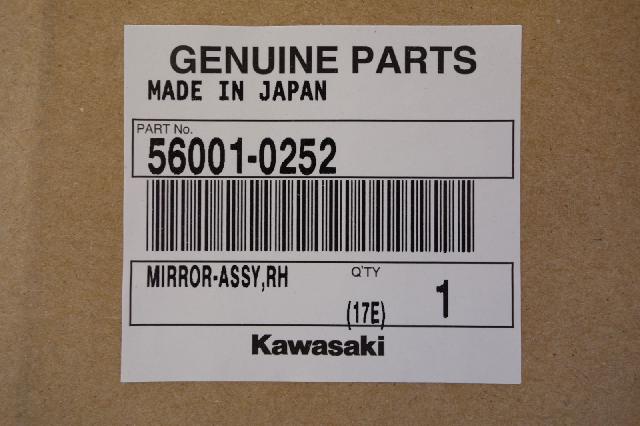 GENUINE PARTS
MADE IN JAPAN
PART No.
56001-0252
MIRROR-ASSY,RH
Q'TY
(17E)
1
Kawasaki